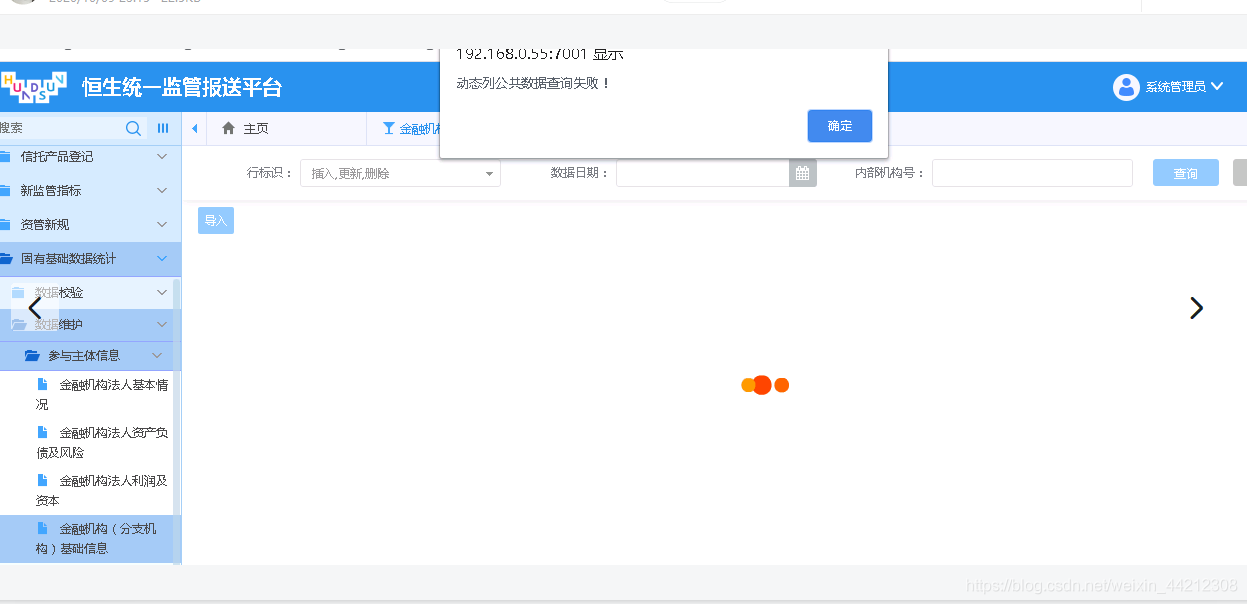 192.168.0.55:7001 显示
动态列公共数据查询失败！
确定
HUNDSUN
恒生统一监管报送平台
系统管理员
搜索
主页
金融机构
信托产品登记
新监管指标
资管新规
固有基础数据统计
数据校验
数据维护
参与主体信息
金融机构法人基本情
况
金融机构法人资产负
债及风险
金融机构法人利润及
资本
金融机构（分支机
构）基础信息
行标识：
插入,更新,删除
数据日期：
内部机构号：
查询
导入
https://blog.csdn.net/weixin_44212308